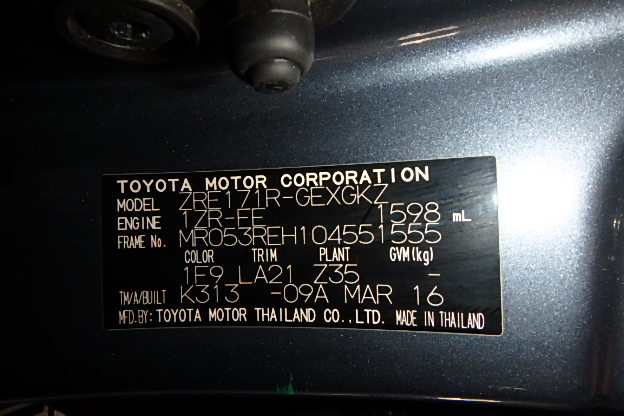 TOYOTA MOTOR CORPORATION
MODEL ZRE171R-GEXGKZ
ENGINE 1ZR-FE 1598 mL
FRAME No. MR053REH104551555
COLOR TRIM PLANT GVM(kg)
1F9 LA21 Z35 -
TM/A/BUILT K313 -09A MAR 16
MFD.BY: TOYOTA MOTOR THAILAND CO.,LTD. MADE IN THAILAND